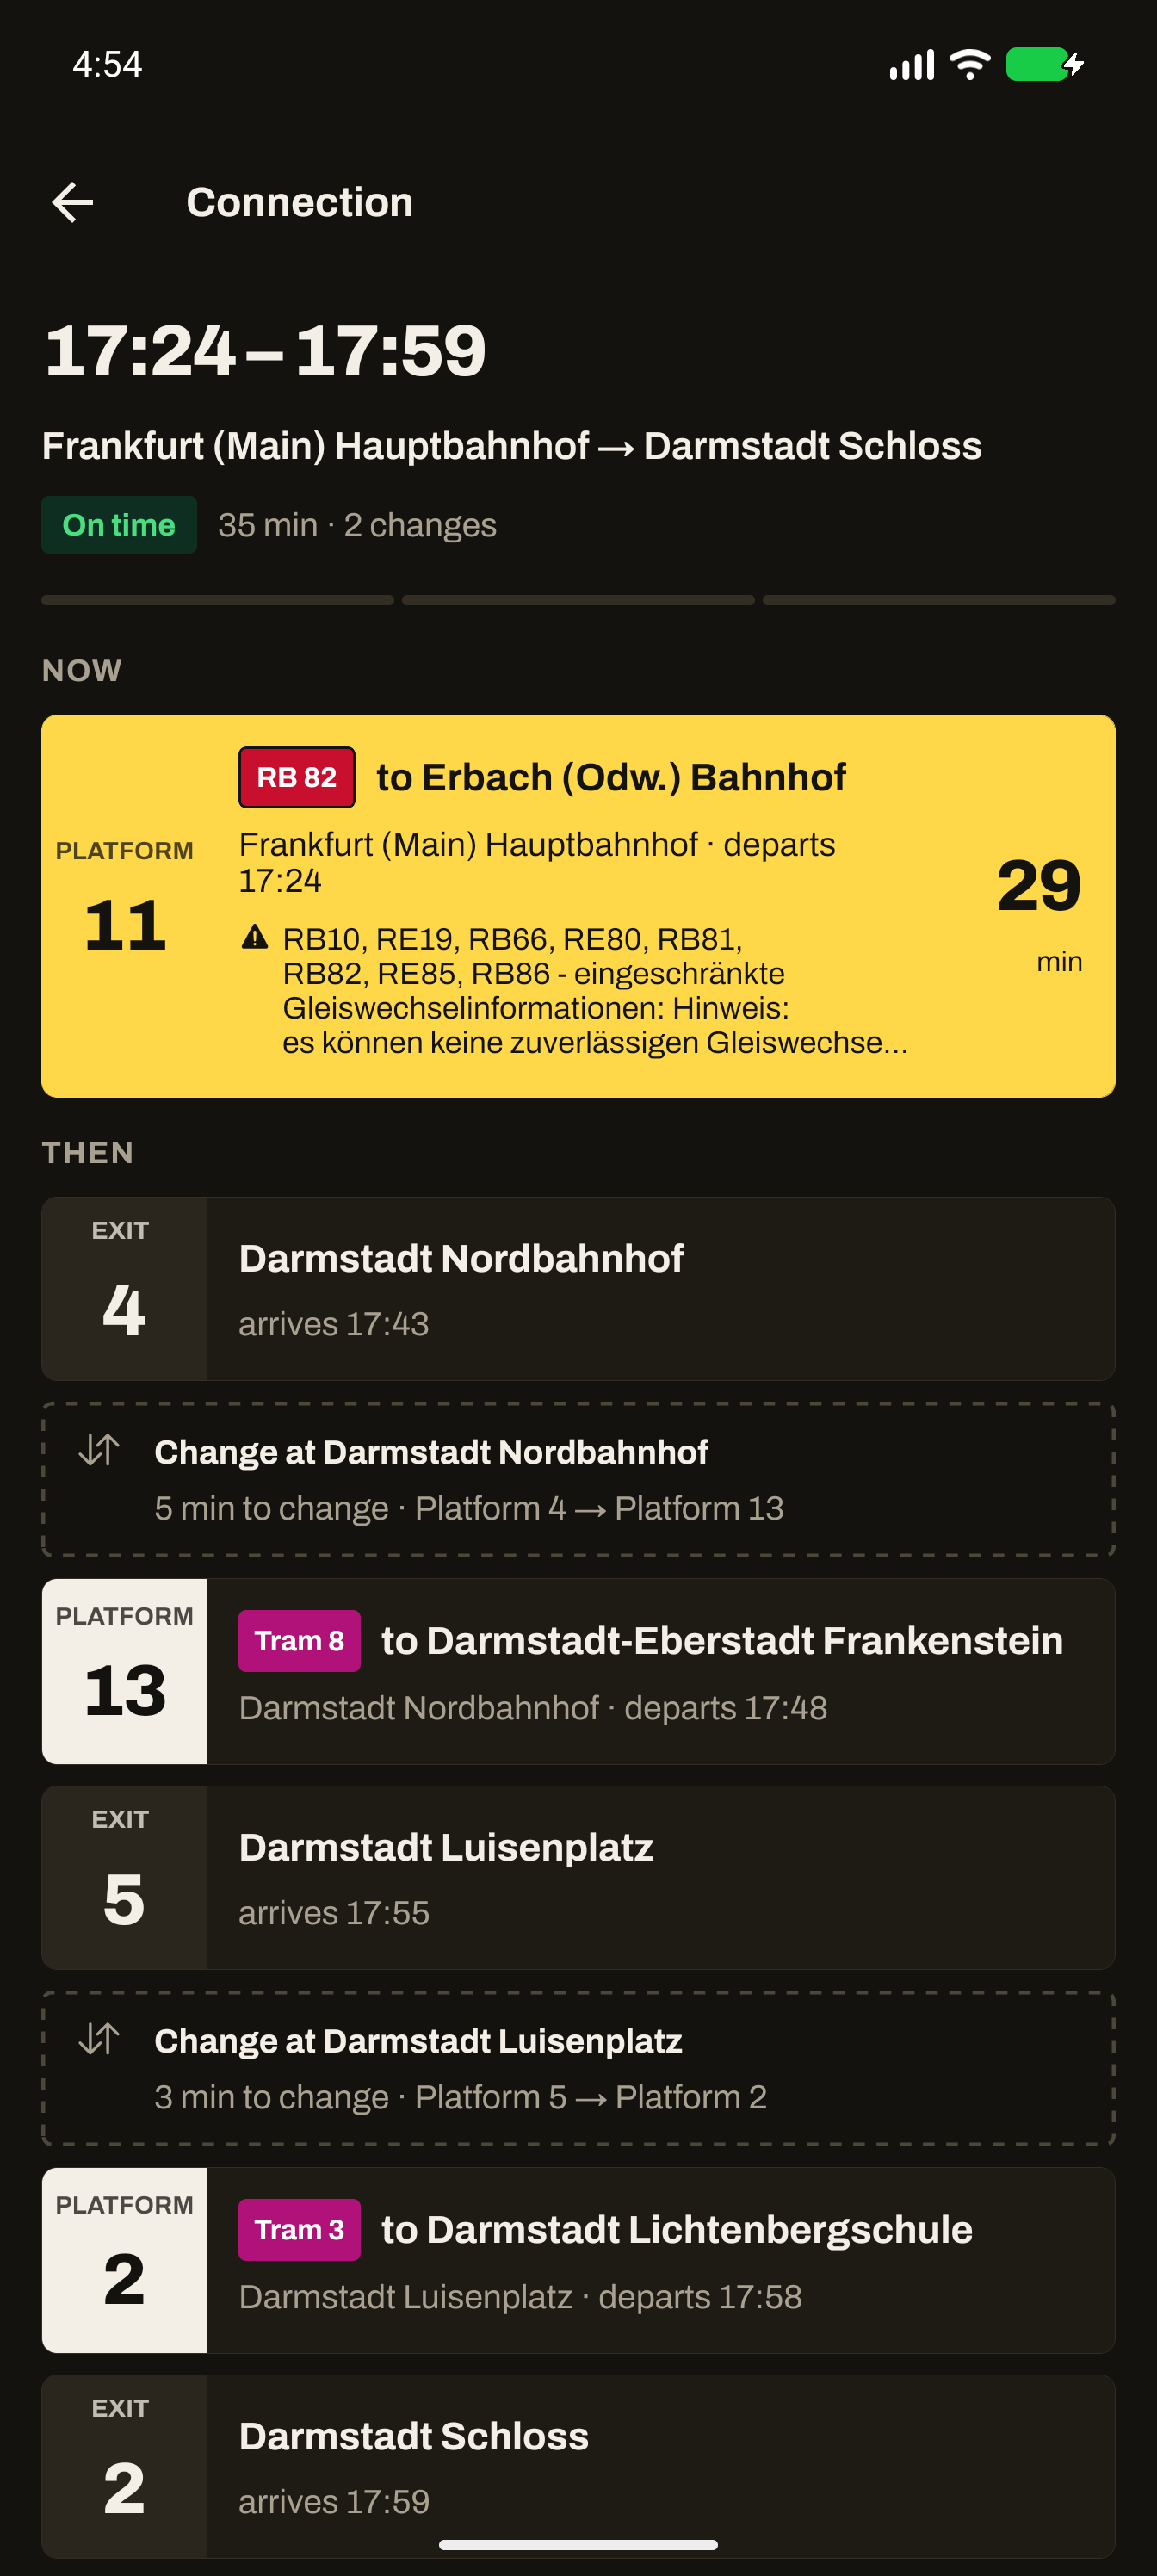 4:54
Connection
17:24 – 17:59
Frankfurt (Main) Hauptbahnhof → Darmstadt Schloss
On time 35 min · 2 changes
NOW
RB 82 to Erbach (Odw.) Bahnhof
PLATFORM
11
Frankfurt (Main) Hauptbahnhof · departs
17:24
RB10, RE19, RB66, RE80, RB81,
RB82, RE85, RB86 - eingeschränkte
Gleiswechselinformationen: Hinweis:
es können keine zuverlässigen Gleiswechse...
29
min
THEN
EXIT
4
Darmstadt Nordbahnhof
arrives 17:43
Change at Darmstadt Nordbahnhof
5 min to change · Platform 4 → Platform 13
PLATFORM
13
Tram 8 to Darmstadt-Eberstadt Frankenstein
Darmstadt Nordbahnhof · departs 17:48
EXIT
5
Darmstadt Luisenplatz
arrives 17:55
Change at Darmstadt Luisenplatz
3 min to change · Platform 5 → Platform 2
PLATFORM
2
Tram 3 to Darmstadt Lichtenbergschule
Darmstadt Luisenplatz · departs 17:58
EXIT
2
Darmstadt Schloss
arrives 17:59